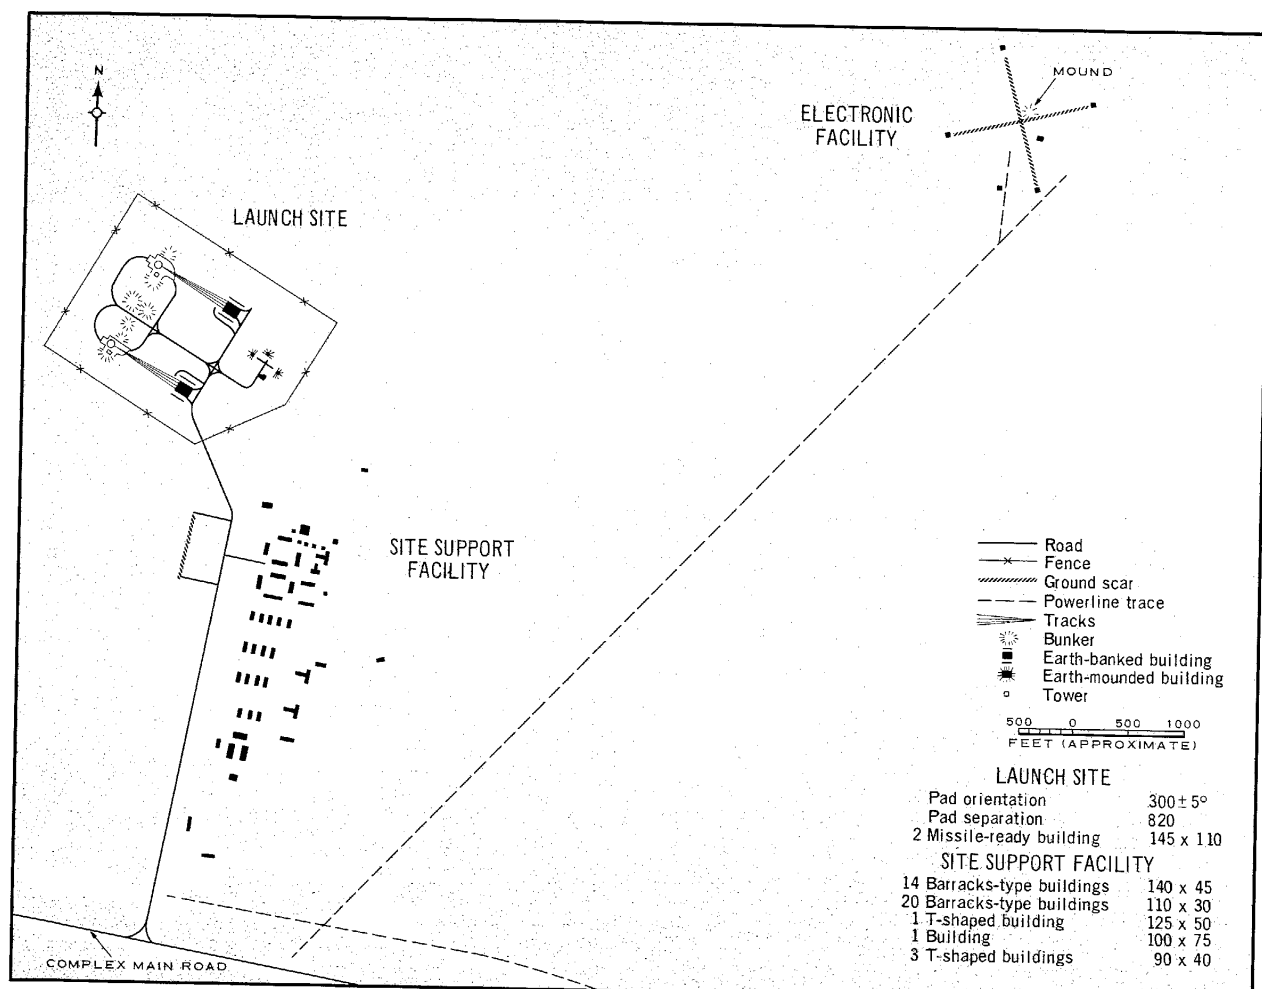 N
MOUND
ELECTRONIC
FACILITY
LAUNCH SITE
SITE SUPPORT
FACILITY
Road
Fence
Ground scar
Powerline trace
Tracks
Bunker
Earth-banked building
Earth-mounded building
Tower
500 0 500 1000
FEET (APPROXIMATE)
LAUNCH SITE
Pad orientation 300 ± 5°
Pad separation 820
2 Missile-ready building 145 x 110
SITE SUPPORT FACILITY
14 Barracks-type buildings 140 x 45
20 Barracks-type buildings 110 x 30
1 T-shaped building 125 x 50
1 Building 100 x 75
3 T-shaped buildings 90 x 40
COMPLEX MAIN ROAD